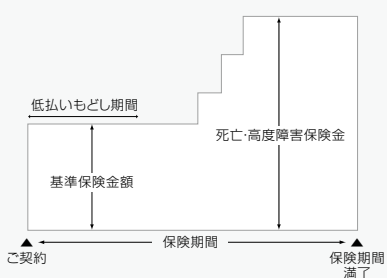 低払いもどし期間
死亡・高度障害保険金
基準保険金額
保険期間
ご契約
保険期間
満了